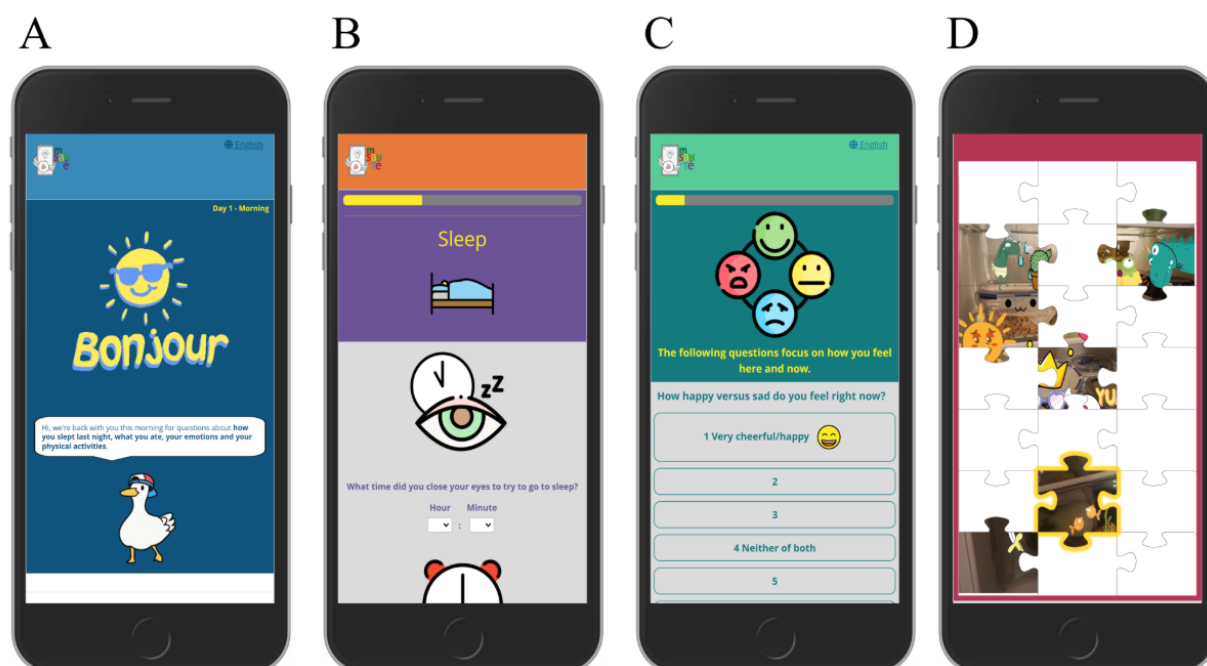 A
B
C
D
English
Day 1 - Morning
Bonjour
Hi, we're back with you this morning for questions about how
you slept last night, what you ate, your emotions and your
physical activities.
Sleep
zZ
What time did you close your eyes to try to go to sleep?
Hour Minute
:
English
The following questions focus on how you feel
here and now.
How happy versus sad do you feel right now?
1 Very cheerful/happy
2
3
4 Neither of both
5
YU